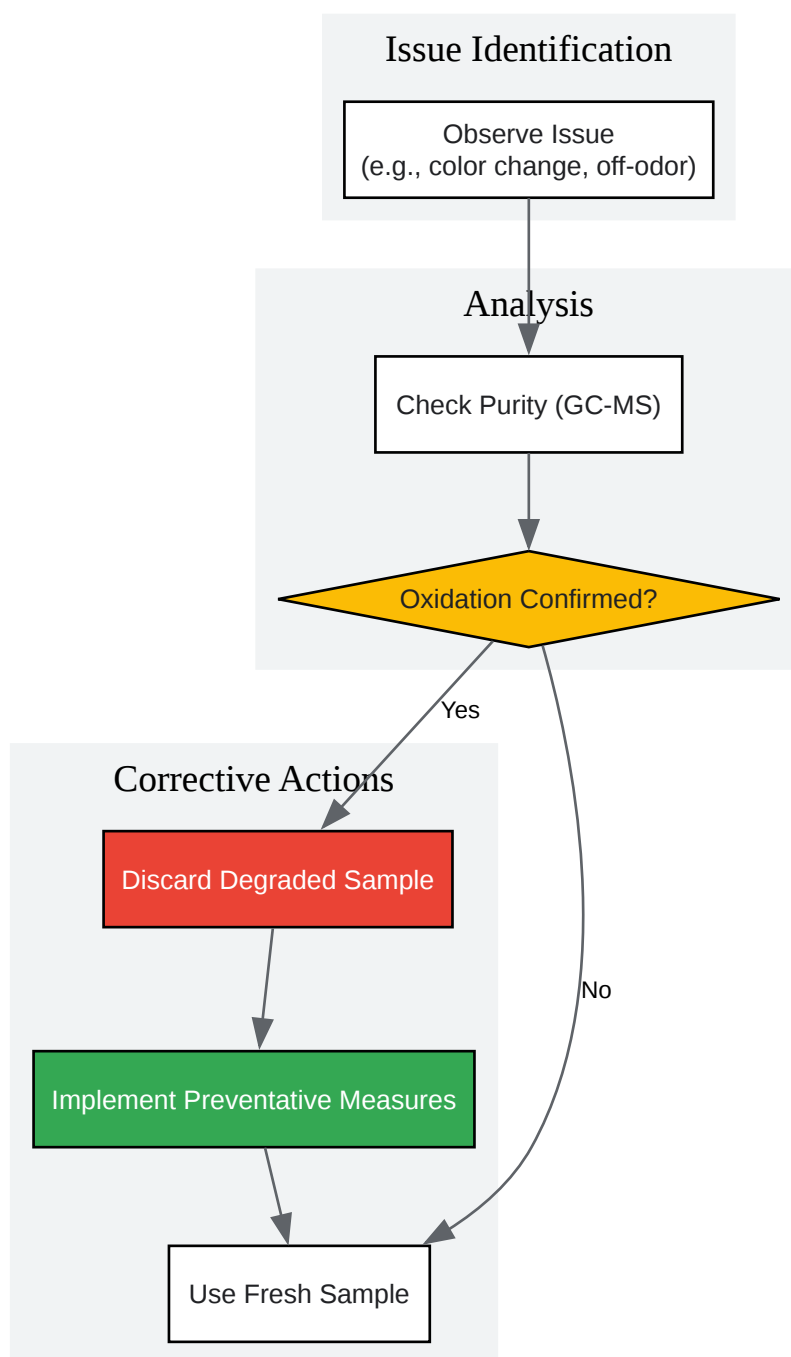 Issue Identification
Observe Issue
(e.g., color change, off-odor)
Analysis
Check Purity (GC-MS)
Oxidation Confirmed?
Yes
Corrective Actions
Discard Degraded Sample
No
Implement Preventative Measures
Use Fresh Sample